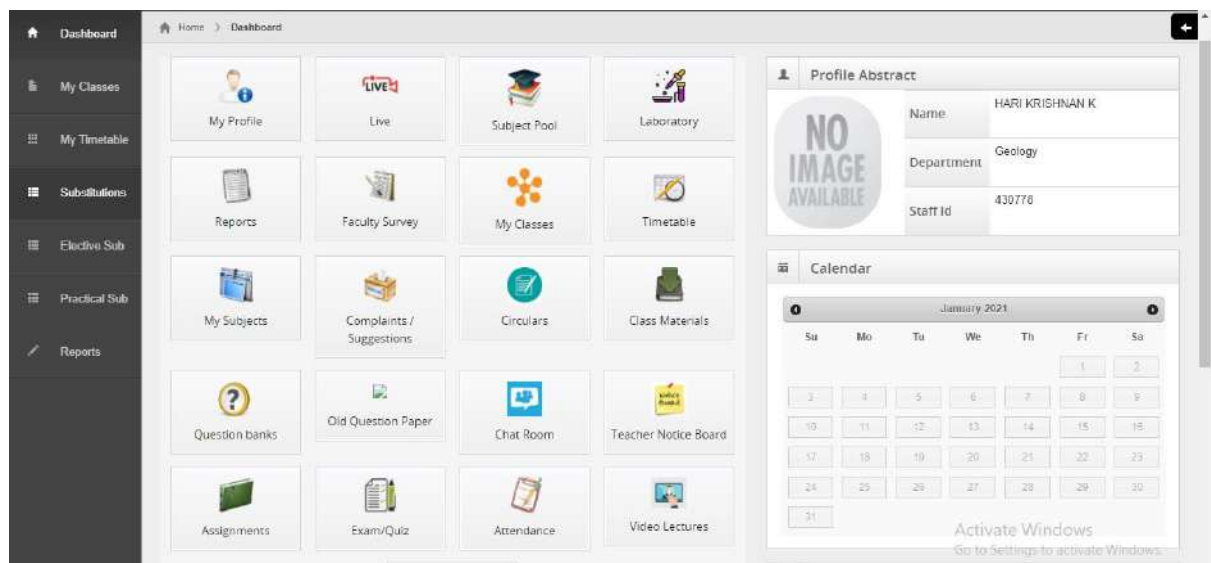 Dashboard
My Classes
My Timetable
Substitutions
Elective Sub
Practical Sub
Reports
Home > Dashboard
My Profile
LIVE
Live
Subject Pool
Laboratory
Reports
Faculty Survey
My Classes
Timetable
My Subjects
Complaints /
Suggestions
Circulars
Class Materials
Question banks
Old Question Paper
Chat Room
Teacher Notice Board
Assignments
Exam/Quiz
Attendance
Video Lectures
Profile Abstract
NO
IMAGE
AVAILABLE
Name HARI KRISHNAN K
Department Geology
Staff Id 430778
Calendar
January 2021
Su Mo Tu We Th Fr Sa
1 2
3 4 5 6 7 8 9
10 11 12 13 14 15 16
17 18 19 20 21 22 23
24 25 26 27 28 29 30
31
Activate Windows
Go to Settings to activate Windows.